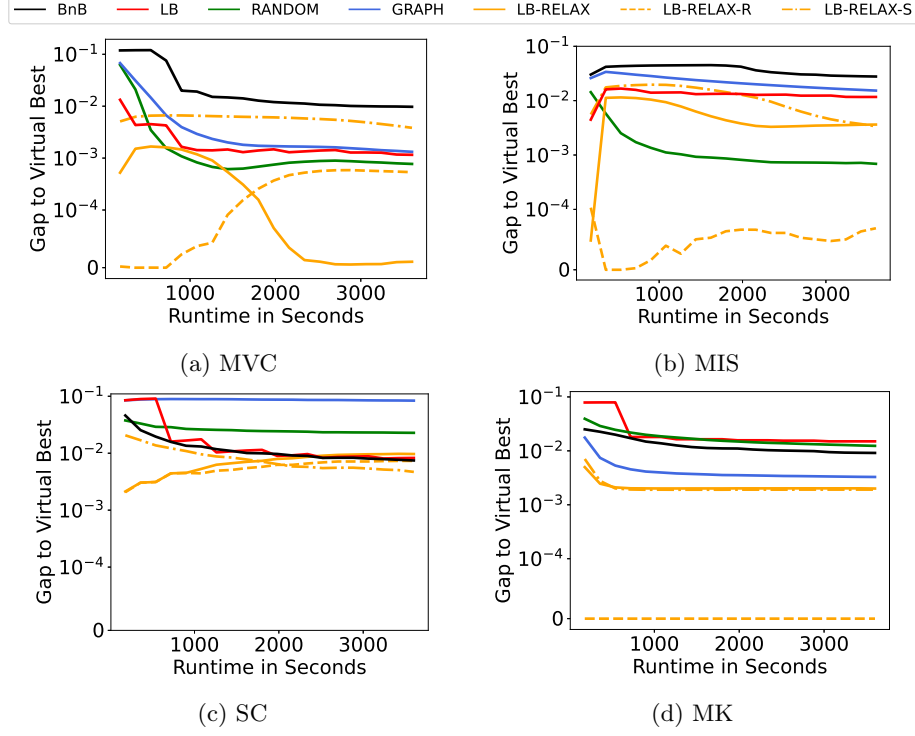 BnB LB RANDOM GRAPH LB-RELAX LB-RELAX-R LB-RELAX-S
10⁻¹
10⁻²
10⁻³
10⁻⁴
0
Gap to Virtual Best
1000 2000 3000
Runtime in Seconds
(a) MVC
10⁻¹
10⁻²
10⁻³
10⁻⁴
0
Gap to Virtual Best
1000 2000 3000
Runtime in Seconds
(b) MIS
10⁻¹
10⁻²
10⁻³
10⁻⁴
0
Gap to Virtual Best
1000 2000 3000
Runtime in Seconds
(c) SC
10⁻¹
10⁻²
10⁻³
10⁻⁴
0
Gap to Virtual Best
1000 2000 3000
Runtime in Seconds
(d) MK